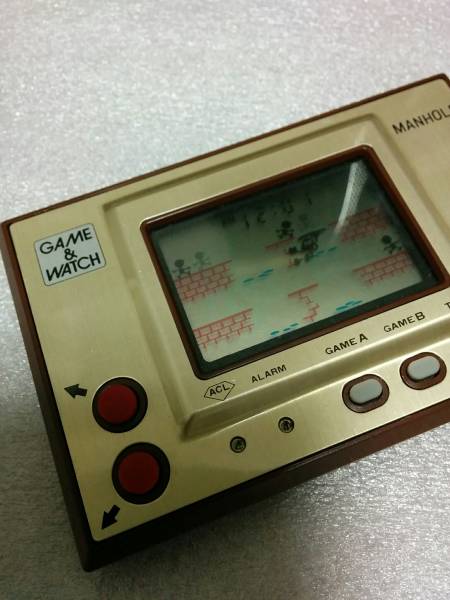 MANHOL
GAME
&
WATCH
ACL ALARM GAME A GAME B T